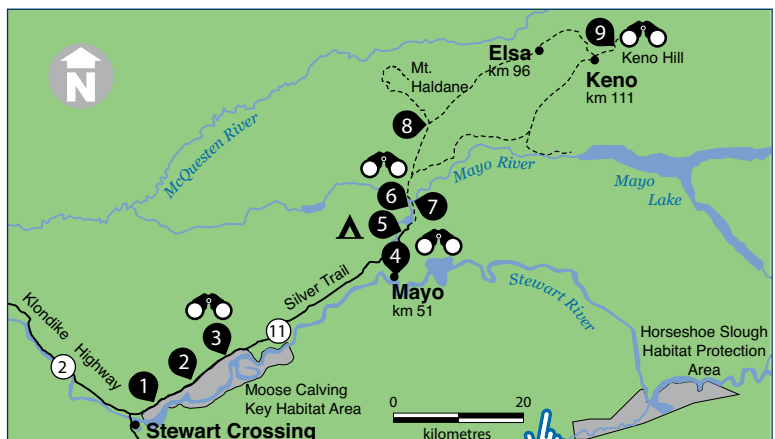 N
9
Elsa
km 96
Keno Hill
Keno
km 111
Mt.
Haldane
8
McQuesten River
Mayo River
Mayo
Lake
6
7
5
4
Mayo
km 51
Silver Trail
Stewart
River
Klondike
Highway
2
3
11
2
1
Horseshoe Slough
Habitat Protection
Area
Moose Calving
Key Habitat Area
0
20
kilometres
Stewart Crossing